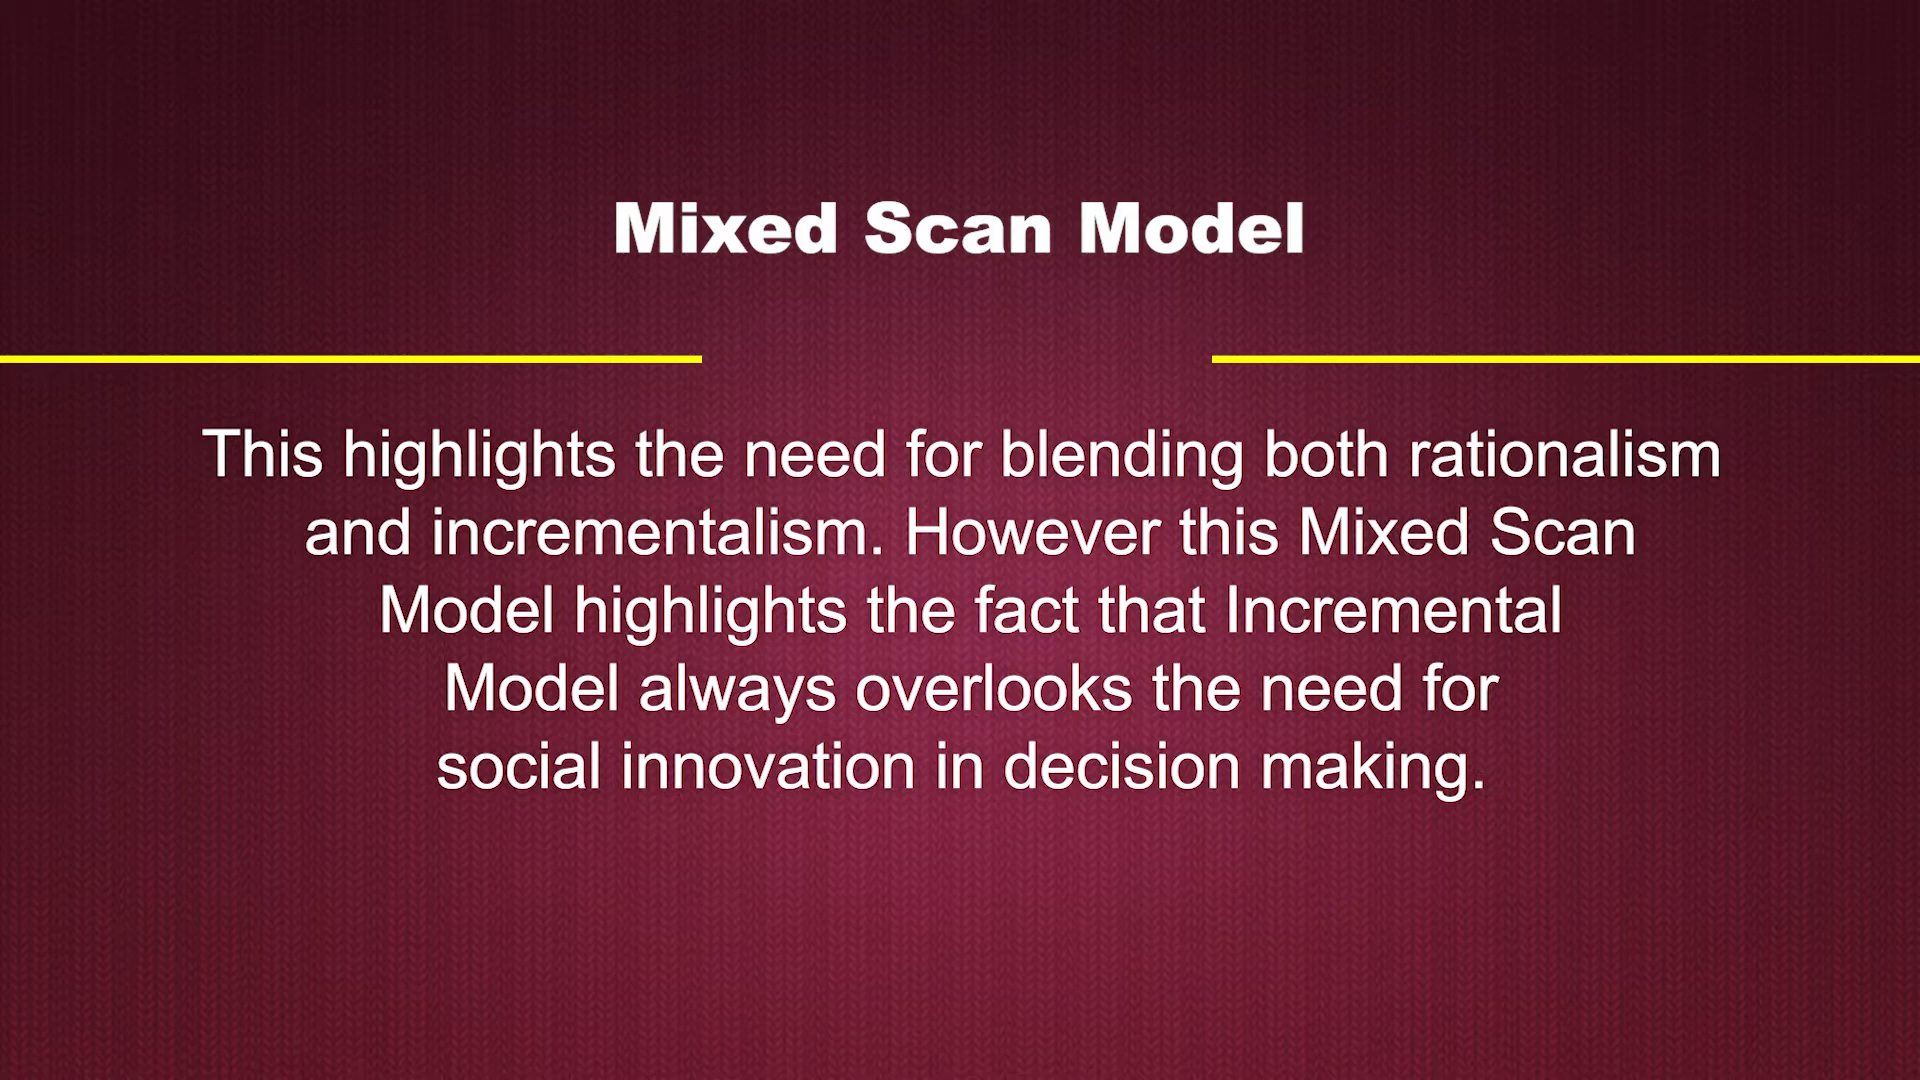 Mixed Scan Model
This highlights the need for blending both rationalism
and incrementalism. However this Mixed Scan
Model highlights the fact that Incremental
Model always overlooks the need for
social innovation in decision making.